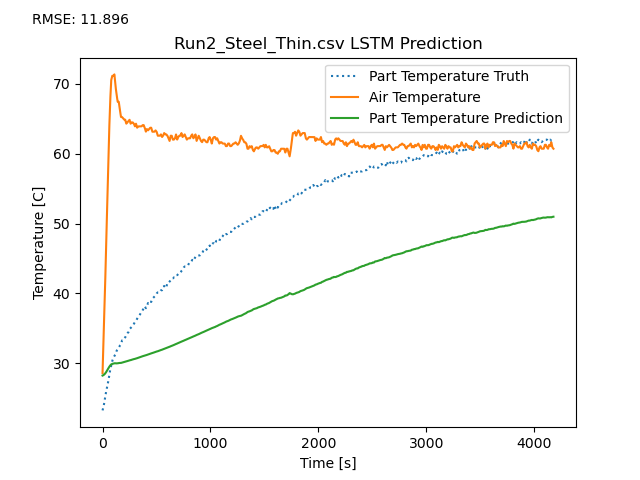 RMSE: 11.896
Run2_Steel_Thin.csv LSTM Prediction
Part Temperature Truth
Air Temperature
Part Temperature Prediction
Temperature [C]
70
60
50
40
30
0 1000 2000 3000 4000
Time [s]